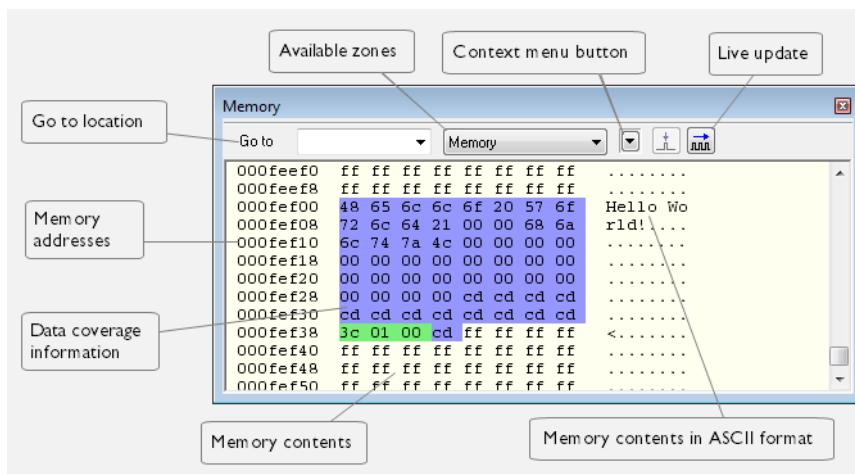 Available zones
Context menu button
Live update
Go to location
Memory
Go to
Memory
000feef0 ff ff ff ff ff ff ff ff ........
000feef8 ff ff ff ff ff ff ff ff ........
000fef00 48 65 6c 6c 6f 20 57 6f Hello Wo
000fef08 72 6c 64 21 00 00 68 6a rld!....
000fef10 6c 74 7a 4c 00 00 00 00 ........
000fef18 00 00 00 00 00 00 00 00 ........
000fef20 00 00 00 00 00 00 00 00 ........
000fef28 00 00 00 00 cd cd cd cd ........
000fef30 cd cd cd cd cd cd cd cd ........
000fef38 3c 01 00 cd ff ff ff ff <.......
000fef40 ff ff ff ff ff ff ff ff ........
000fef48 ff ff ff ff ff ff ff ff ........
000fef50 ff ff ff ff ff ff ff ff ........
Memory
addresses
Data coverage
information
Memory contents
Memory contents in ASCII format